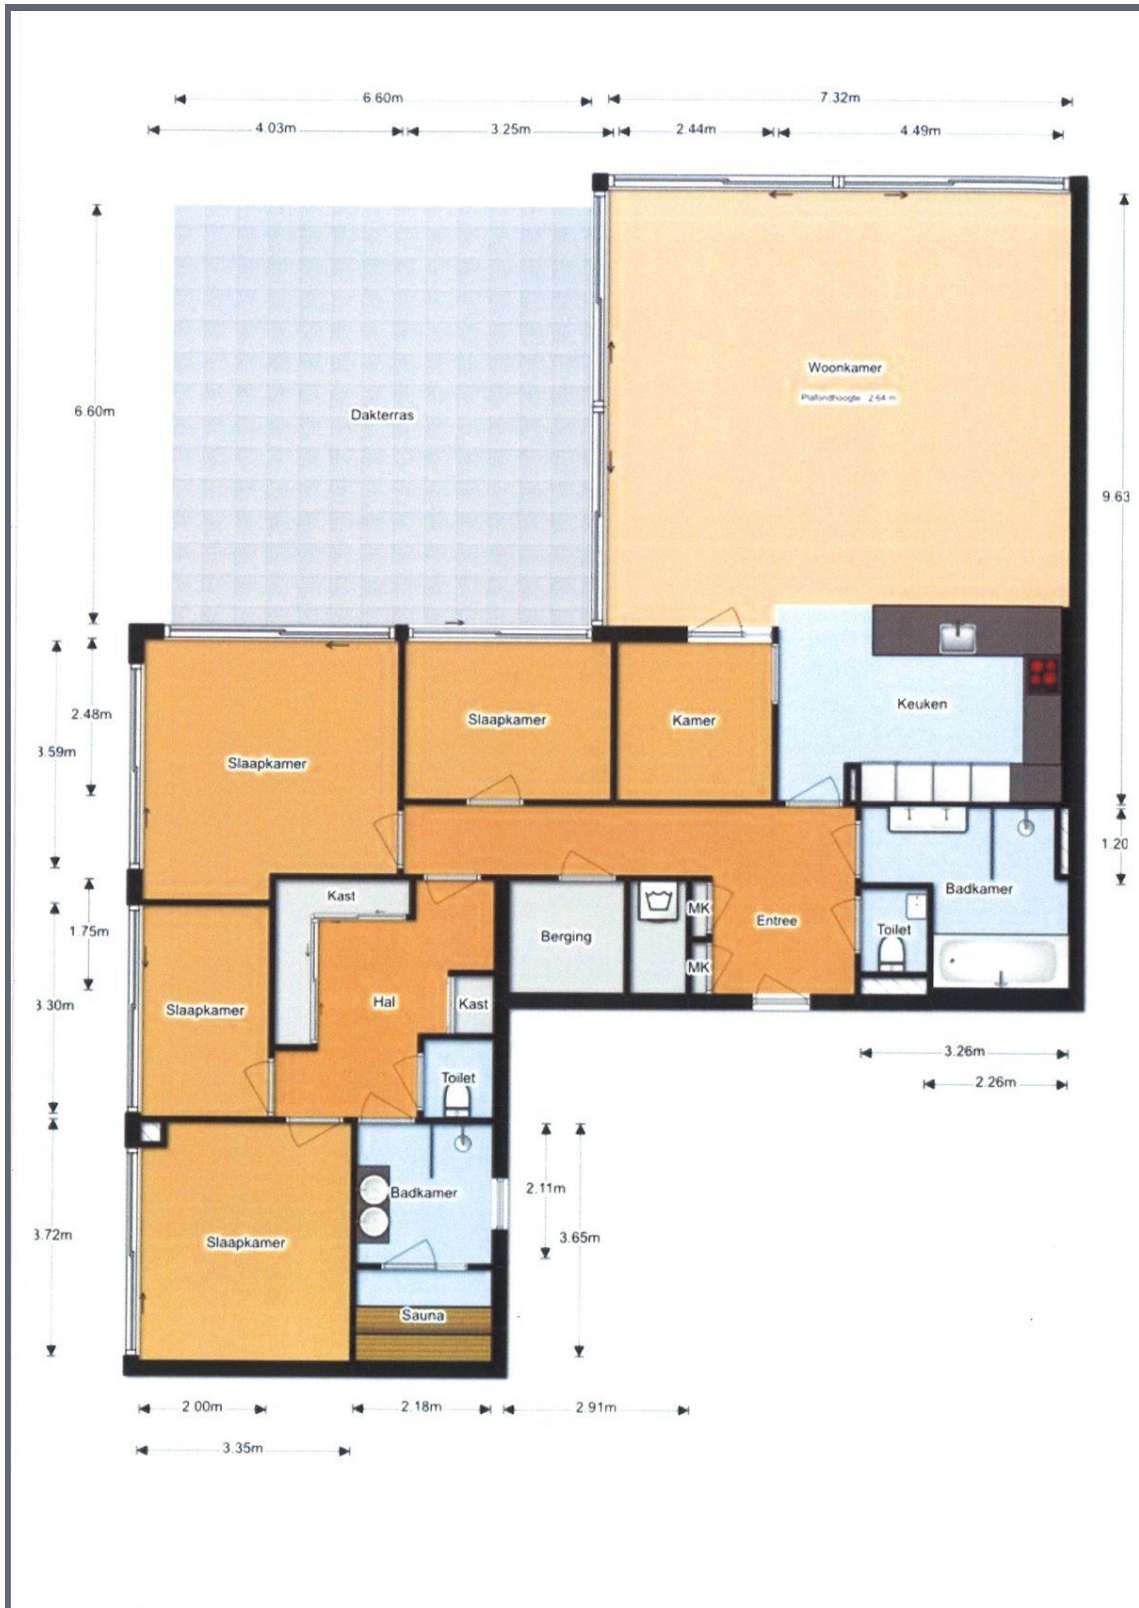 6.60m
7.32m
4.03m
3.25m
2.44m
4.49m
Woonkamer
Plafondhoogte 2.64 m
6.60m
Dakterras
9.63
2.48m
Slaapkamer
Kamer
Keuken
3.59m
Slaapkamer
1.20
Kast
Badkamer
MK
Entree
1.75m
Berging
Toilet
MK
3.30m
Slaapkamer
Hal
Kast
3.26m
Toilet
2.26m
Badkamer
2.11m
3.72m
Slaapkamer
3.65m
Sauna
2.00m
2.18m
2.91m
3.35m